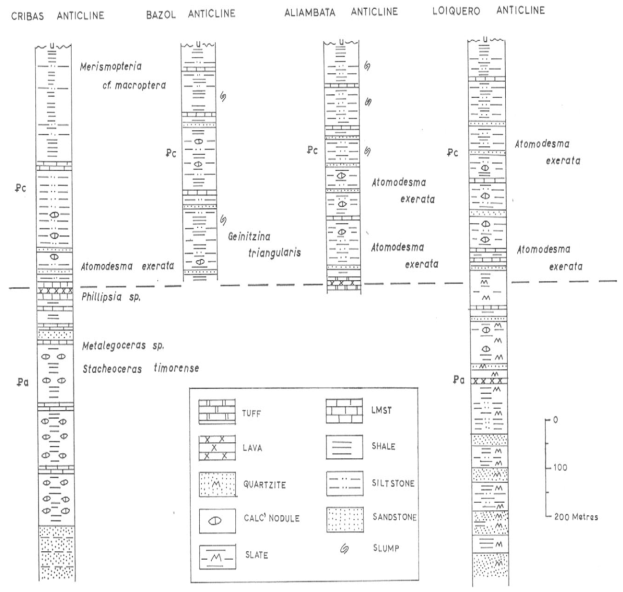 CRIBAS ANTICLINE
BAZOL ANTICLINE
ALIAMBATA ANTICLINE
LOIQUERO ANTICLINE
U
U
U
U
Merismopteria
cf. macroptera
Pc
Atomodesma exerata
Phillipsia sp.
Metalegoceras sp.
Stacheoceras timorense
Pa
Pc
Geinitzina
triangularis
Pc
Atomodesma
exerata
Atomodesma
exerata
Pc
Atomodesma
exerata
Atomodesma
exerata
Pa
TUFF
LAVA
QUARTZITE
CALCS NODULE
SLATE
LMST
SHALE
SILTSTONE
SANDSTONE
SLUMP
0
100
200 Metres